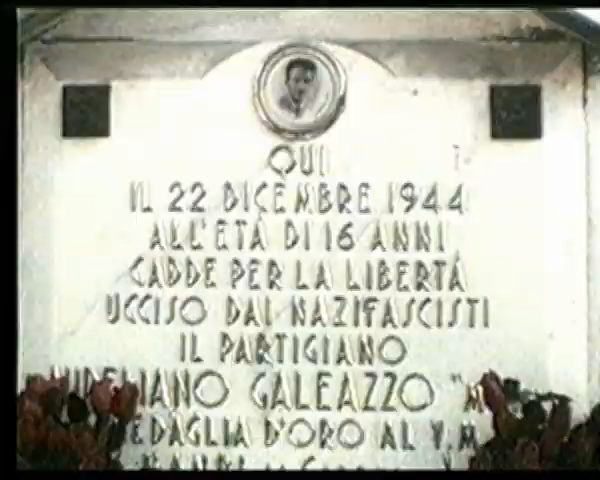 QUI
IL 22 DICEMBRE 1944
ALL'ETÀ DI 16 ANNI
CADDE PER LA LIBERTÀ
UCCISO DAI NAZIFASCISTI
IL PARTIGIANO
AURELIANO GALEAZZO
MEDAGLIA D'ORO AL V.M